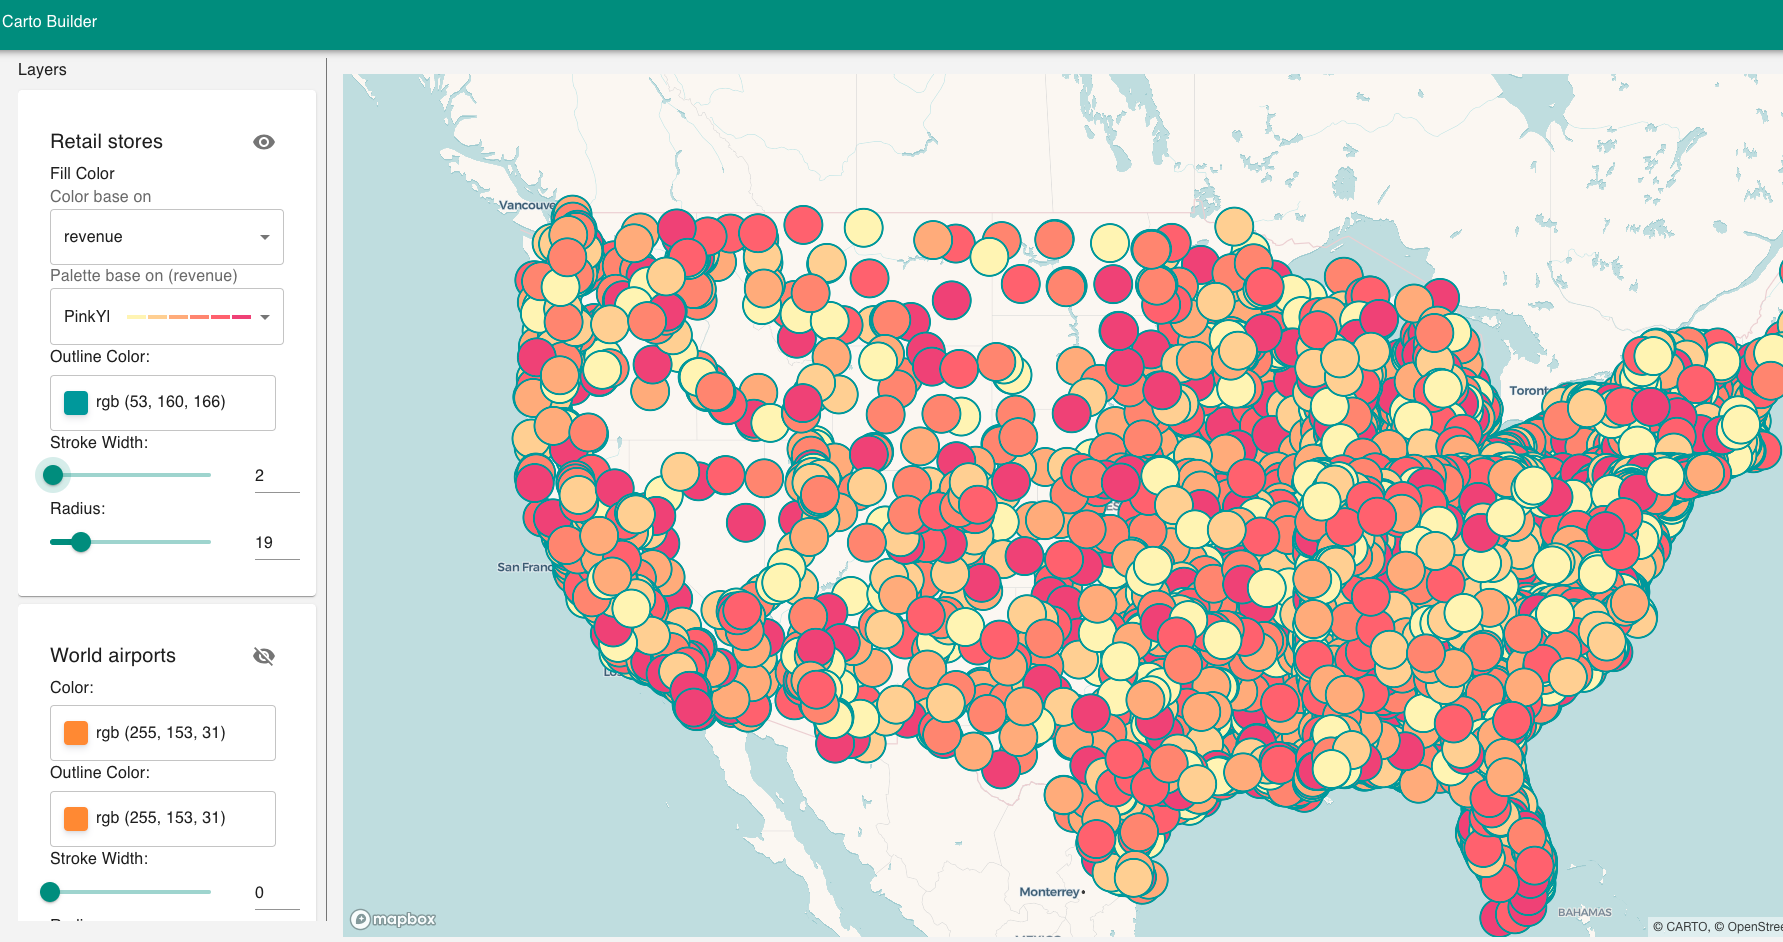 Carto Builder
Layers
Retail stores
Fill Color
Color base on
revenue
Palette base on (revenue)
PinkYl
Outline Color:
rgb (53, 160, 166)
Stroke Width:
2
Radius:
19
World airports
Color:
rgb (255, 153, 31)
Outline Color:
rgb (255, 153, 31)
Stroke Width:
0
Vancouve
Toront
San Franc
Monterrey
BAHAMAS
mapbox
© CARTO, © OpenStree